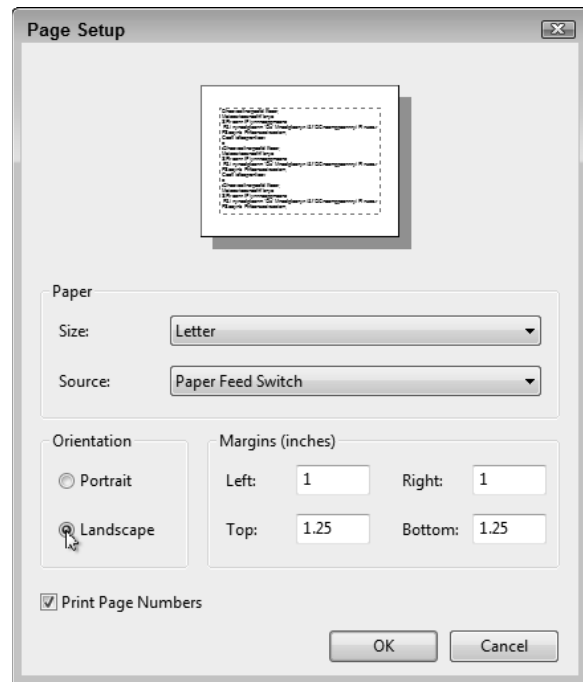 Page Setup
Paper
Size: Letter
Source: Paper Feed Switch
Orientation
Portrait
Landscape
Margins (inches)
Left: 1 Right: 1
Top: 1.25 Bottom: 1.25
Print Page Numbers
OK Cancel